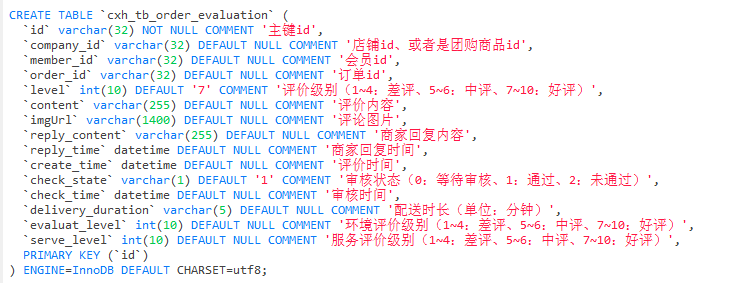 CREATE TABLE `cxh_tb_order_evaluation` (
  `id` varchar(32) NOT NULL COMMENT '主键id',
  `company_id` varchar(32) DEFAULT NULL COMMENT '店铺id、或者是团购商品id',
  `member_id` varchar(32) DEFAULT NULL COMMENT '会员id',
  `order_id` varchar(32) DEFAULT NULL COMMENT '订单id',
  `level` int(10) DEFAULT '7' COMMENT '评价级别（1~4；差评、5~6；中评、7~10；好评）',
  `content` varchar(255) DEFAULT NULL COMMENT '评价内容',
  `imgUrl` varchar(1400) DEFAULT NULL COMMENT '评论图片',
  `reply_content` varchar(255) DEFAULT NULL COMMENT '商家回复内容',
  `reply_time` datetime DEFAULT NULL COMMENT '商家回复时间',
  `create_time` datetime DEFAULT NULL COMMENT '评价时间',
  `check_state` varchar(1) DEFAULT '1' COMMENT '审核状态（0；等待审核、1；通过、2；未通过）',
  `check_time` datetime DEFAULT NULL COMMENT '审核时间',
  `delivery_duration` varchar(5) DEFAULT NULL COMMENT '配送时长（单位；分钟）',
  `evaluat_level` int(10) DEFAULT NULL COMMENT '环境评价级别（1~4；差评、5~6；中评、7~10；好评）',
  `serve_level` int(10) DEFAULT NULL COMMENT '服务评价级别（1~4；差评、5~6；中评、7~10；好评）',
  PRIMARY KEY (`id`)
) ENGINE=InnoDB DEFAULT CHARSET=utf8;